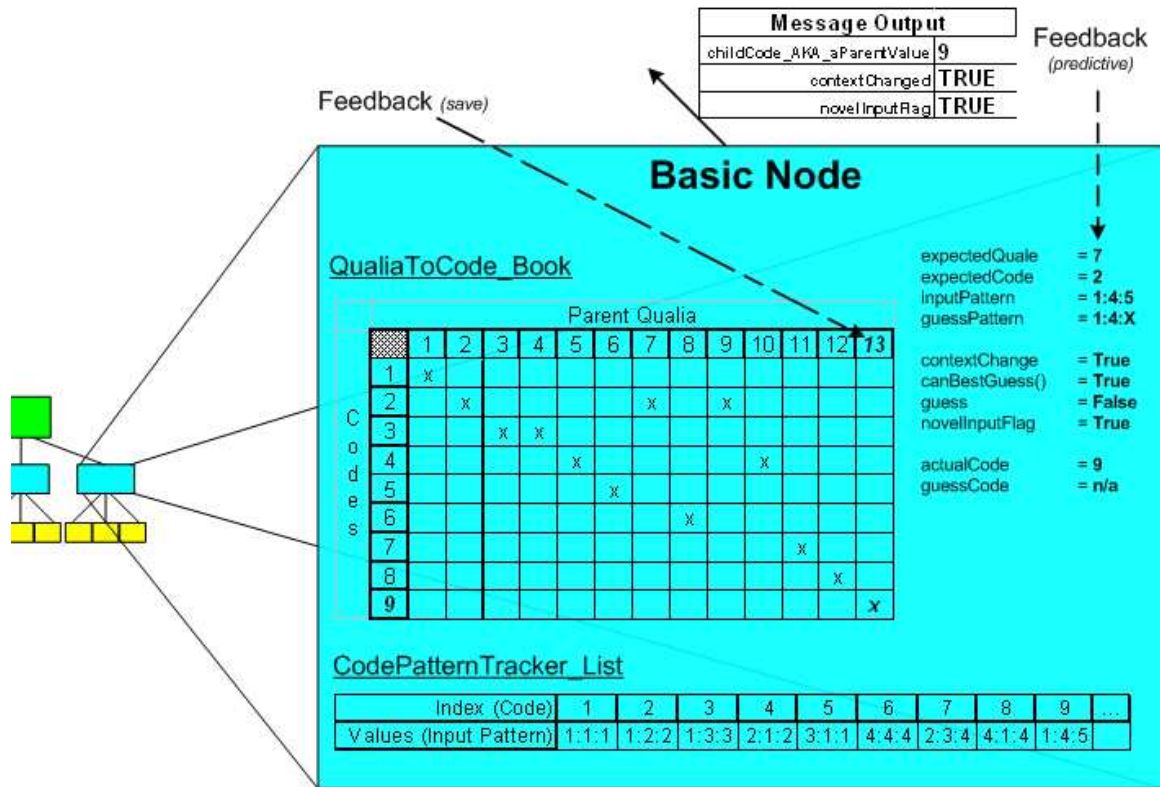 Message Output
childCode_AKA_aParentValue 9
contextChanged TRUE
novelInputFlag TRUE
Feedback
(predictive)
Feedback (save)
Basic Node
expectedQuale = 7
expectedCode = 2
inputPattern = 1:4:5
guessPattern = 1:4:X
contextChange = True
canBestGuess() = True
guess = False
novelInputFlag = True
actualCode = 9
guessCode = n/a
QualiaToCode_Book
Parent Qualia
1 2 3 4 5 6 7 8 9 10 11 12 13
Codes
1 x
2 x x x
3 x x
4 x x
5 x
6 x
7 x
8 x
9 x
CodePatternTracker_List
Index (Code) 1 2 3 4 5 6 7 8 9 ...
Values (Input Pattern) 1:1:1 1:2:2 1:3:3 2:1:2 3:1:1 4:4:4 2:3:4 4:1:4 1:4:5